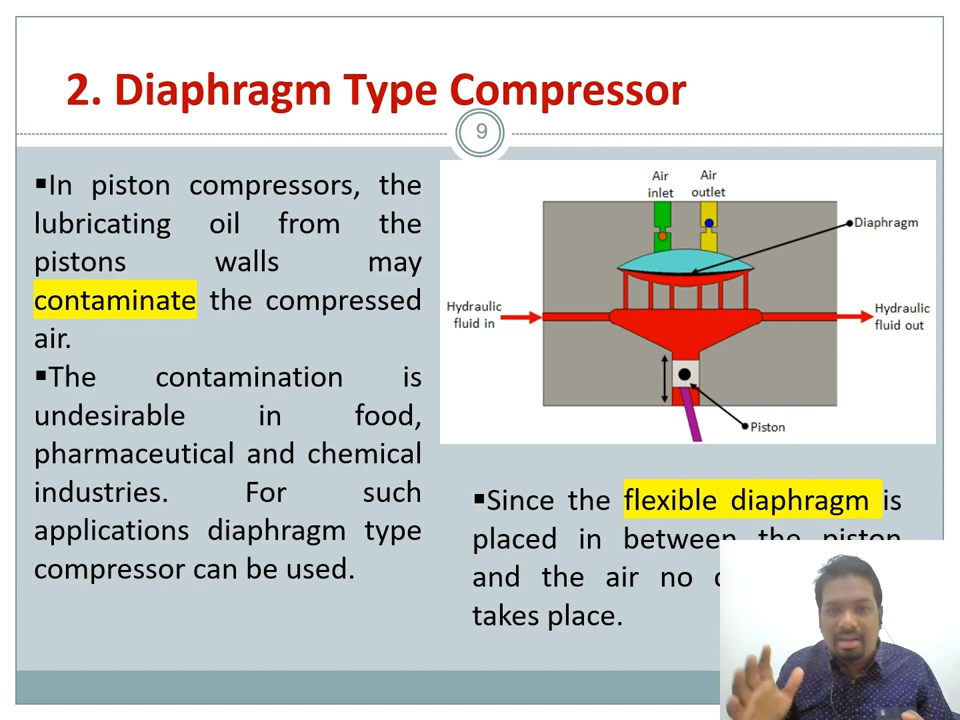 2. Diaphragm Type Compressor
9
▪In piston compressors, the
lubricating oil from the
pistons walls may
contaminate the compressed
air.
▪The contamination is
undesirable in food,
pharmaceutical and chemical
industries. For such
applications diaphragm type
compressor can be used.
Air
inlet
Air
outlet
Diaphragm
Hydraulic
fluid in
Hydraulic
fluid out
Piston
▪Since the flexible diaphragm is
placed in between the piston
and the air no
takes place.